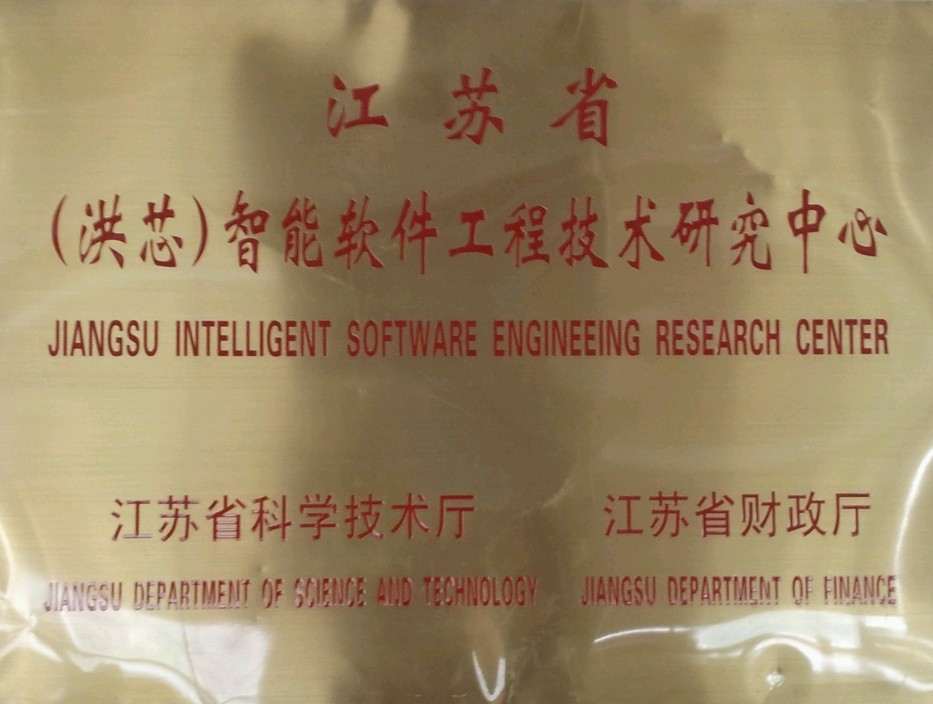 江苏省
（洪芯）智能软件工程技术研究中心
JIANGSU INTELLIGENT SOFTWARE ENGINEEING RESEARCH CENTER
江苏省科学技术厅 江苏省财政厅
JIANGSU DEPARTMENT OF SCIENCE AND TECHNOLOGY JIANGSU DEPARTMENT OF FINANCE